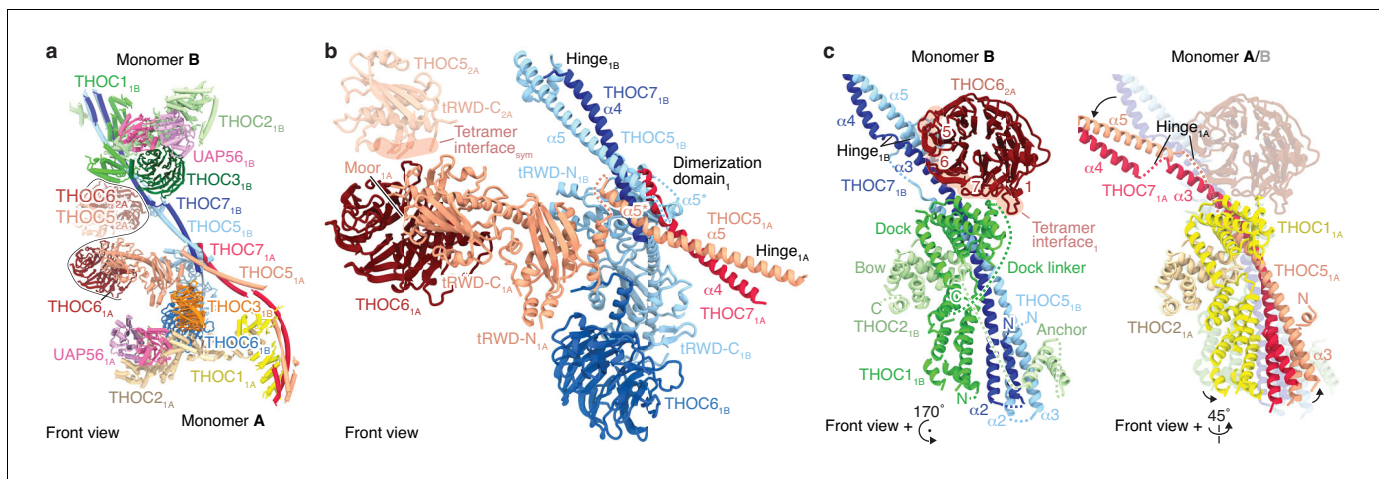 a
Monomer B
THOC1 1B
THOC2 1B
UAP56 1B
THOC3 1B
THOC6 2A
THOC5 2A
THOC7 1B
THOC5 1B
THOC7 1A
THOC5 1A
THOC6 1A
THOC3 1B
THOC6 1B
UAP56 1A
THOC1 1A
THOC2 1A
Monomer A
Front view
b
THOC5 2A
tRWD-C 2A
Tetramer
interface sym
Moor 1A
Hinge 1B
THOC7 1B
α4
α5
THOC5 1B
tRWD-N 1B
Dimerization
domain 1
α5*
α5*
THOC5 1A
α5
Hinge 1A
α4
THOC7 1A
tRWD-C 1A
THOC6 1A
tRWD-N 1A
tRWD-C 1B
THOC6 1B
Front view
c
Monomer B
THOC6 2A
α5
α4
5
6
Hinge 1B
α3
7
1
THOC7 1B
Tetramer
interface 1
Dock
Dock linker
Bow
C
C
THOC5 1B
N
N
THOC2 1B
Anchor
THOC1 1B
N
α2
α2
α3
170°
Front view +
Monomer A/B
α5
Hinge 1A
α4
THOC7 1A
α3
THOC1 1A
THOC5 1A
N
THOC2 1A
α3
45°
Front view +